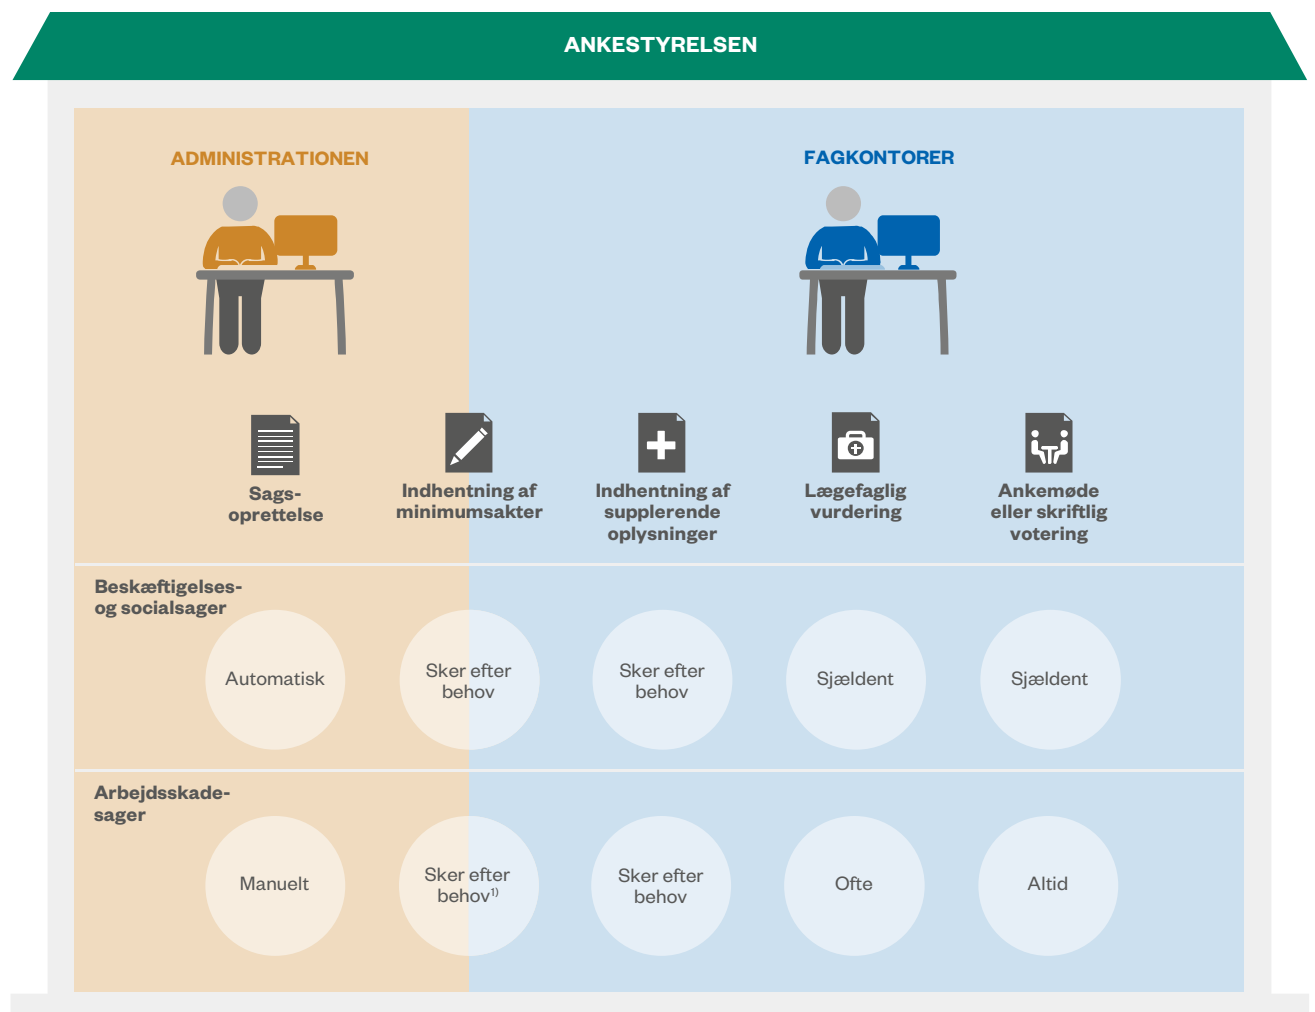 ANKESTYRELSEN
ADMINISTRATIONEN
FAGKONTORER
Sags-
oprettelse
Indhentning af
minimumsakter
Indhentning af
supplerende
oplysninger
Lægefaglig
vurdering
Ankemøde
eller skriftlig
votering
Beskæftigelses-
og socialsager
Automatisk
Sker efter
behov
Sker efter
behov
Sjældent
Sjældent
Arbejdsskade-
sager
Manuelt
Sker efter
behov¹⁾
Sker efter
behov
Ofte
Altid